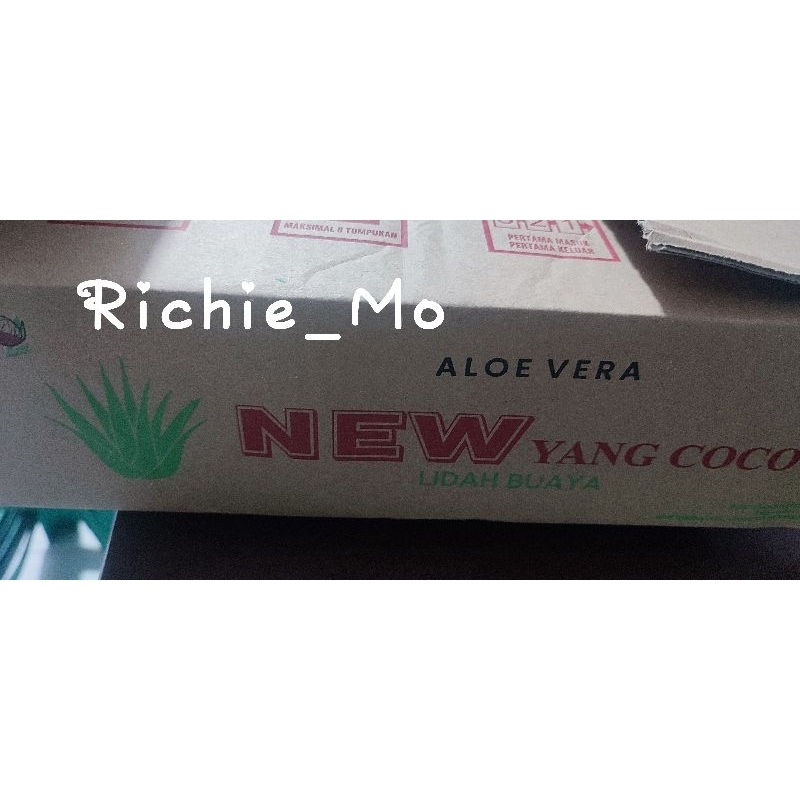 MAKSIMAL 8 TUMPUKAN
PERTAMA MASUK
PERTAMA KELUAR
Richie_Mo
ALOE VERA
NEW YANG COCO
LIDAH BUAYA